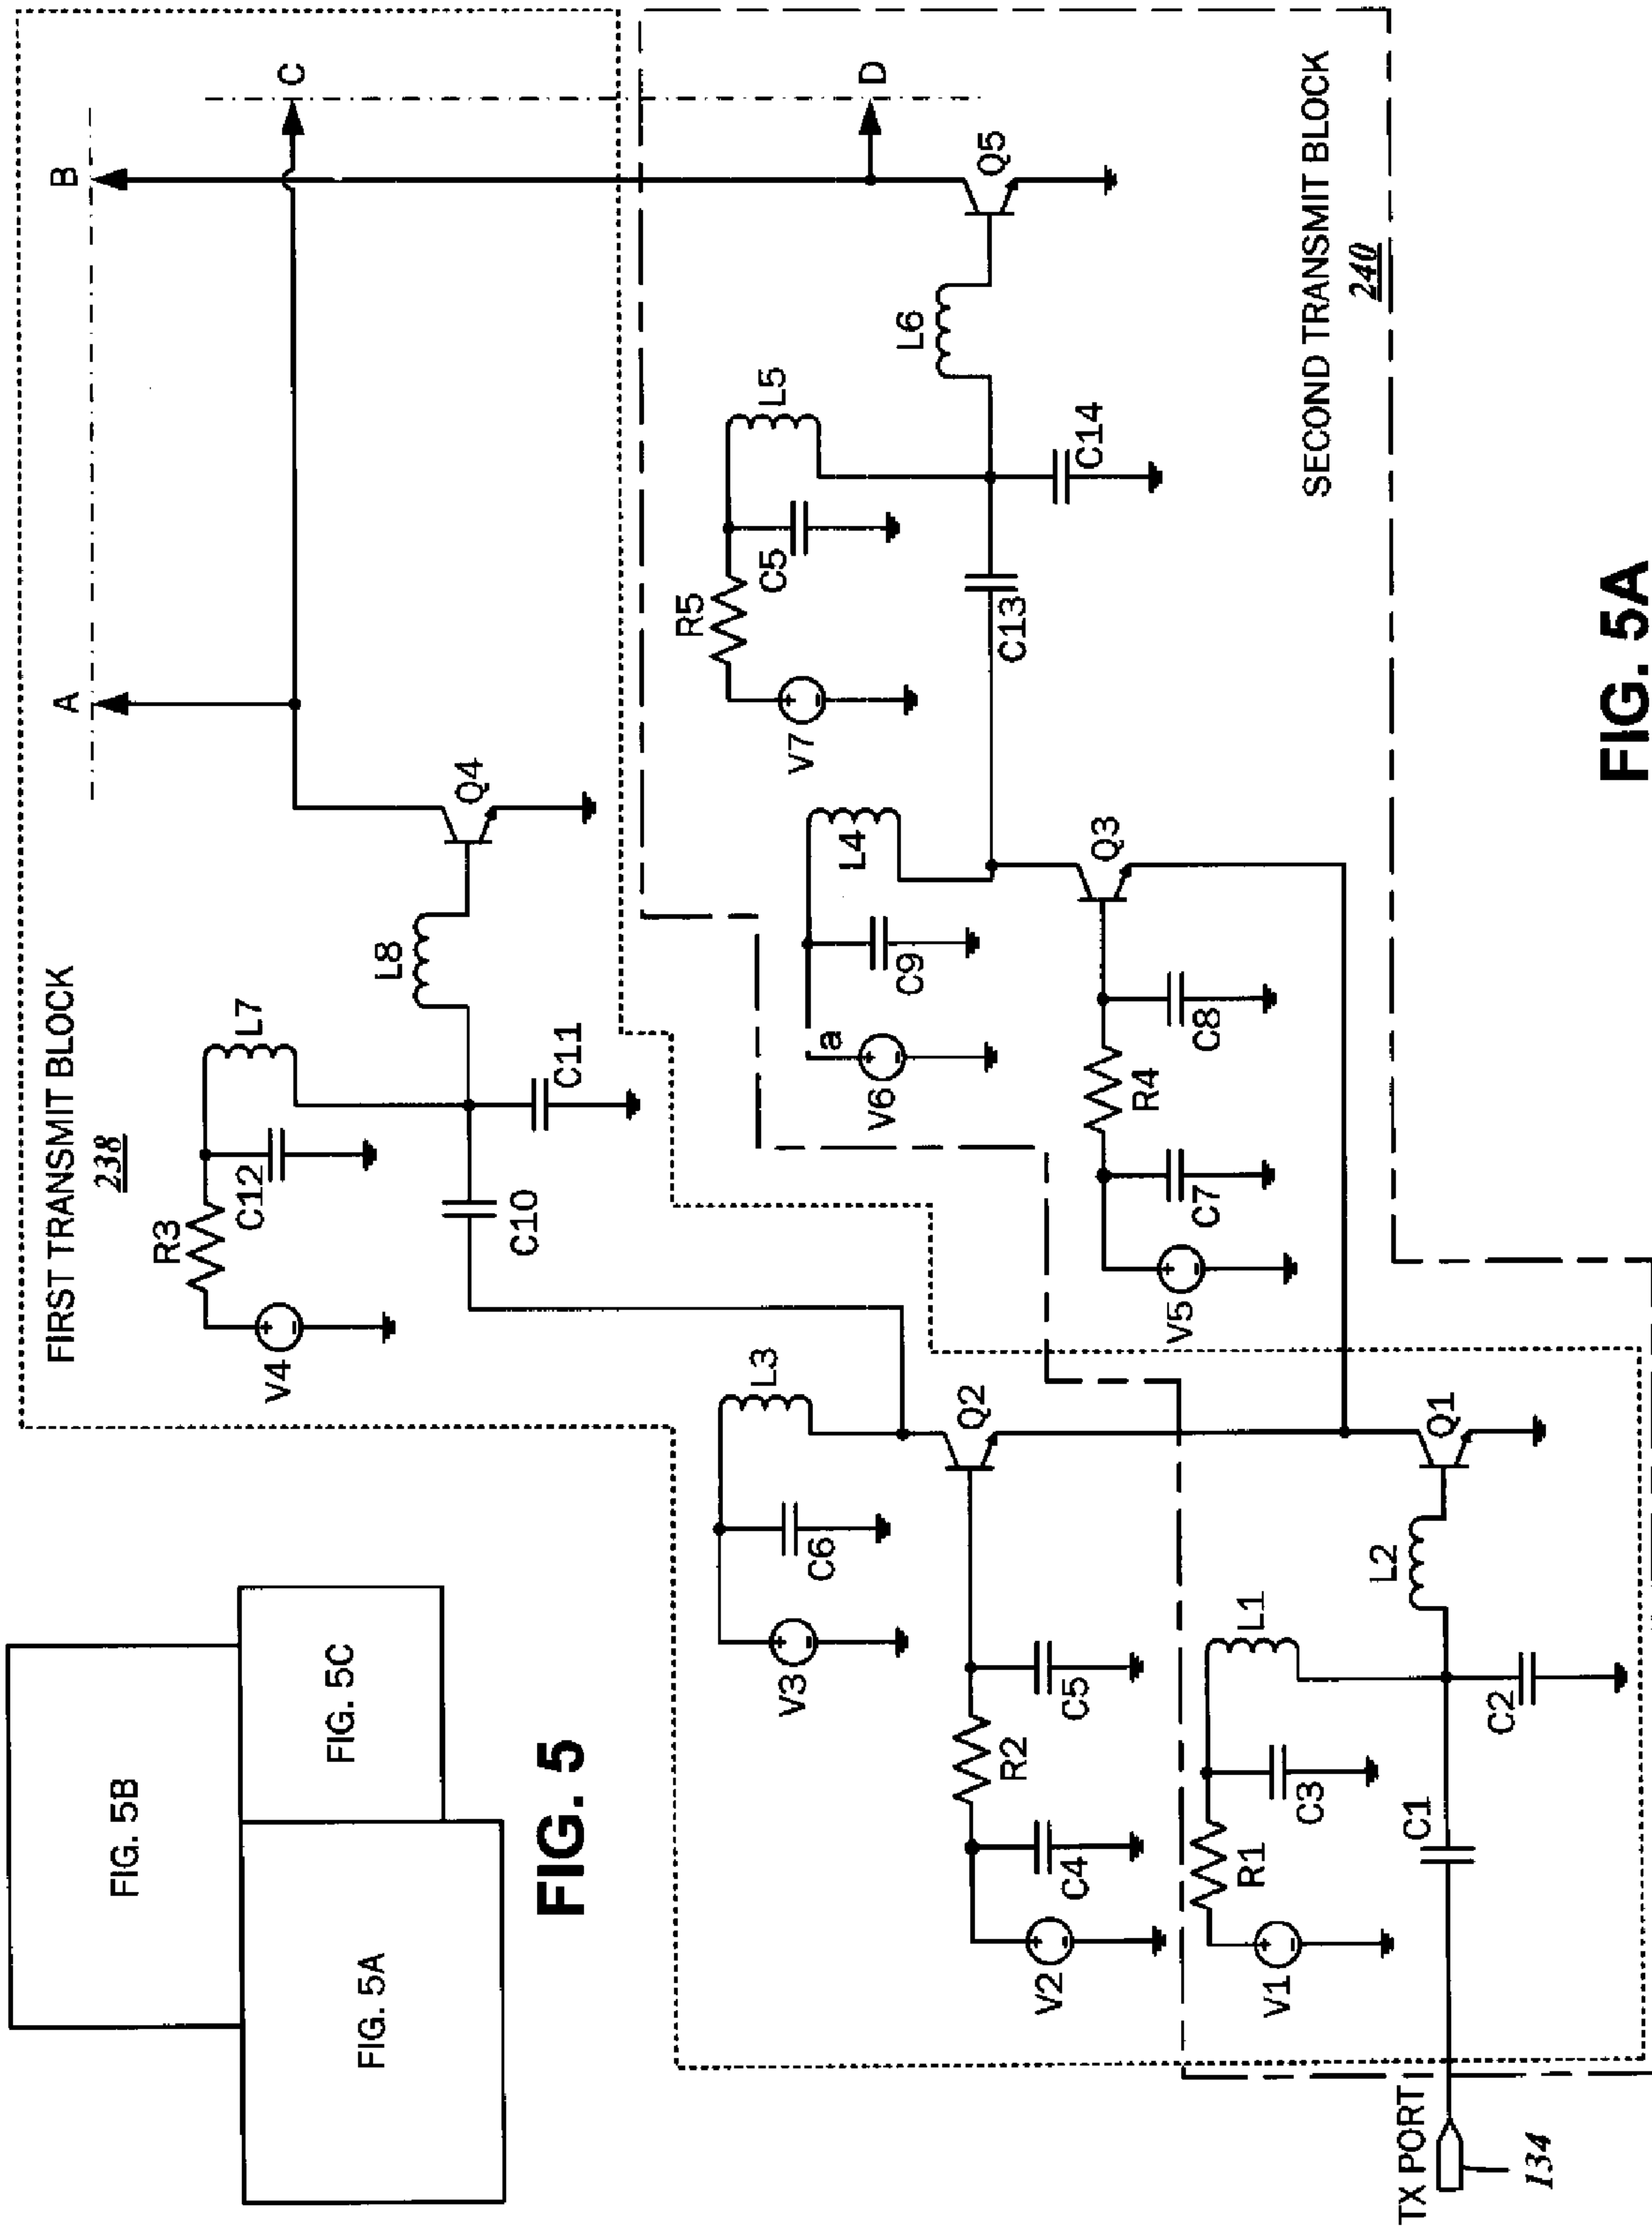 FIG. 5B
FIG. 5A
FIG. 5C
FIG. 5
FIRST TRANSMIT BLOCK
238
A
B
C
D
V4
R3
C12
L7
C10
C11
L8
Q4
V3
C6
L3
V2
C4
R2
C5
Q2
V1
R1
C3
L1
TX PORT
134
C1
C2
L2
Q1
V6
a
C9
L4
V5
C7
R4
C8
Q3
V7
R5
C5
L5
C13
C14
L6
Q5
SECOND TRANSMIT BLOCK
240
FIG. 5A